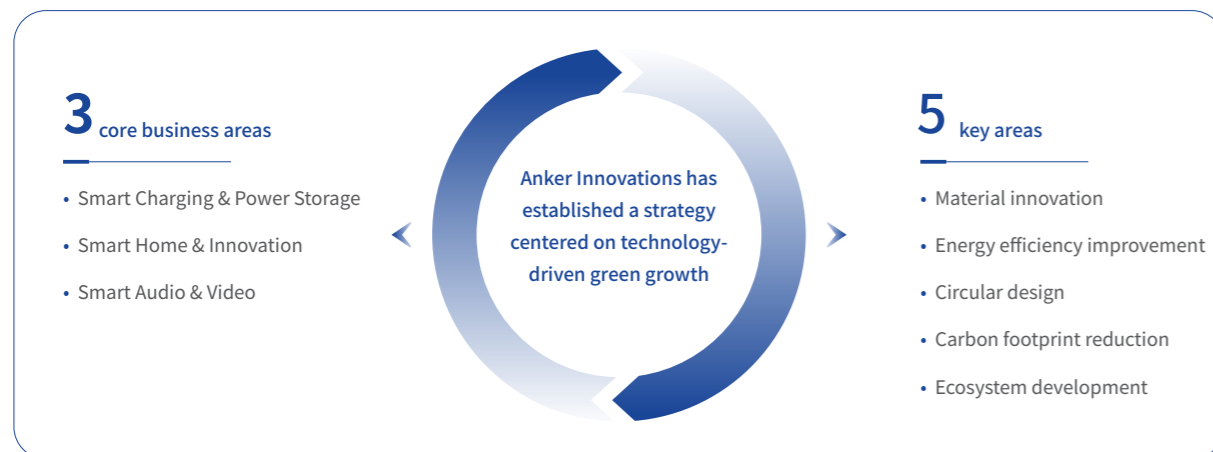 3 core business areas
• Smart Charging & Power Storage
• Smart Home & Innovation
• Smart Audio & Video
Anker Innovations has
established a strategy
centered on technology-
driven green growth
5 key areas
• Material innovation
• Energy efficiency improvement
• Circular design
• Carbon footprint reduction
• Ecosystem development